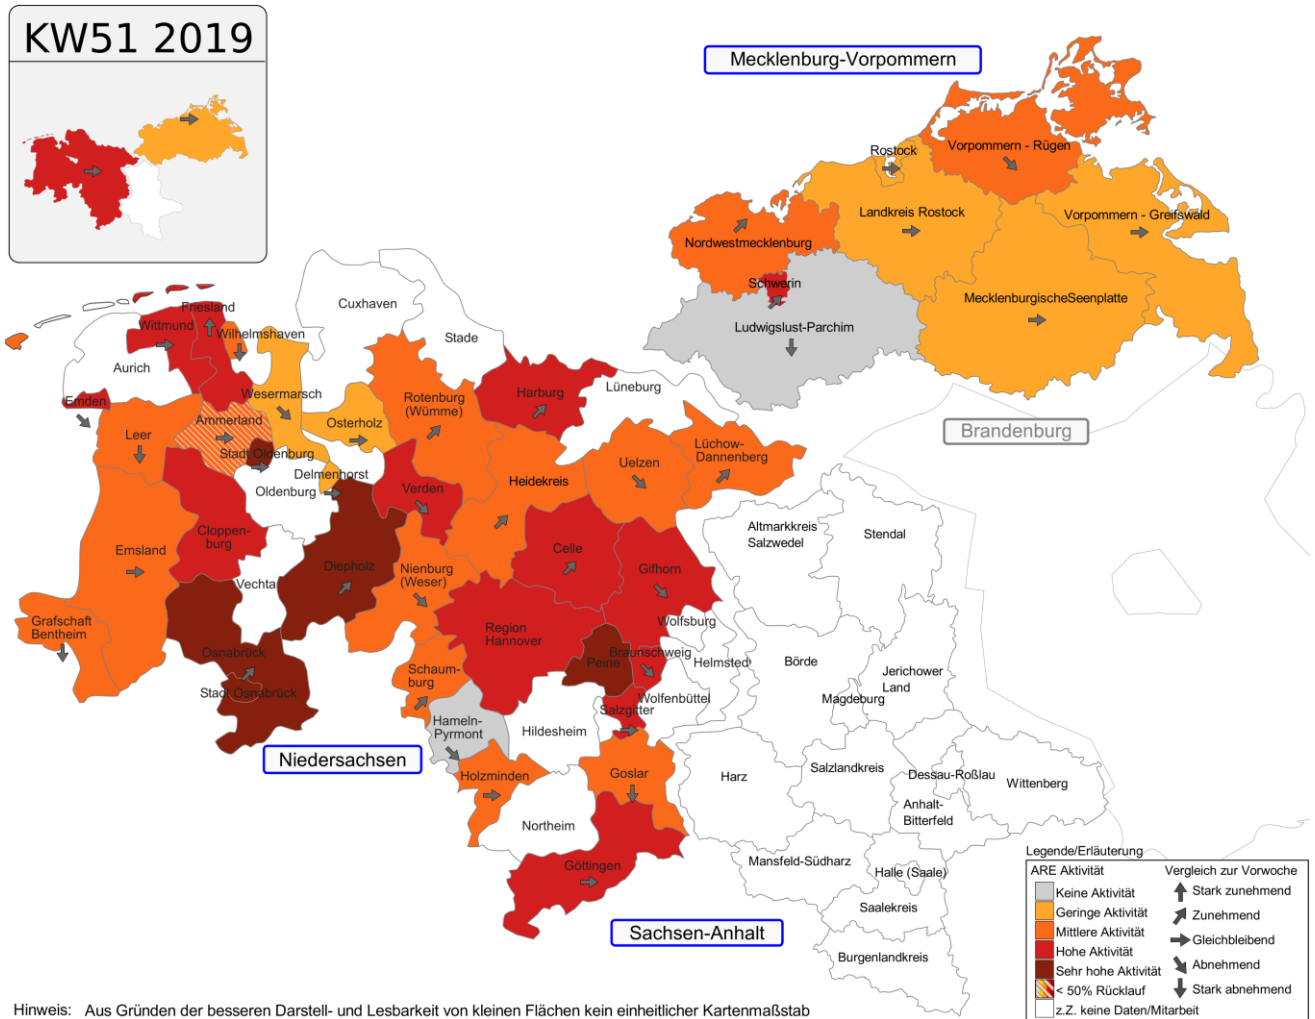 KW51 2019
Mecklenburg-Vorpommern
Rostock
Vorpommern - Rügen
Landkreis Rostock
Vorpommern - Greifswald
Nordwestmecklenburg
Schwerin
MecklenburgischeSeenplatte
Ludwigslust-Parchim
Brandenburg
Cuxhaven
Friesland
Wittmund
Wilhelmshaven
Stade
Aurich
Emden
Wesermarsch
Harburg
Lüneburg
Rotenburg
(Wümme)
Ammerland
Osterholz
Leer
Stadt Oldenburg
Lüchow-
Dannenberg
Uelzen
Delmenhorst
Oldenburg
Verden
Heidekreis
Cloppen-
burg
Altmarkkreis
Salzwedel
Stendal
Emsland
Celle
Diepholz
Nienburg
(Weser)
Gifhorn
Vechta
Grafschaft
Bentheim
Region
Hannover
Wolfsburg
Osnabrück
Peine
Braunschweig
Helmsted
Börde
Jerichower
Land
Schaum-
burg
Stadt Osnabrück
Wolfenbüttel
Magdeburg
Salzgitter
Hameln-
Pyrmont
Hildesheim
Niedersachsen
Holzminden
Goslar
Harz
Salzlandkreis
Dessau-Roßlau
Wittenberg
Anhalt-
Bitterfeld
Northeim
Göttingen
Mansfeld-Südharz
Halle (Saale)
Saalekreis
Sachsen-Anhalt
Burgenlandkreis
Legende/Erläuterung
ARE Aktivität
Keine Aktivität
Geringe Aktivität
Mittlere Aktivität
Hohe Aktivität
Sehr hohe Aktivität
< 50% Rücklauf
z.Z. keine Daten/Mitarbeit
Vergleich zur Vorwoche
Stark zunehmend
Zunehmend
Gleichbleibend
Abnehmend
Stark abnehmend
Hinweis: Aus Gründen der besseren Darstell- und Lesbarkeit von kleinen Flächen kein einheitlicher Kartenmaßstab